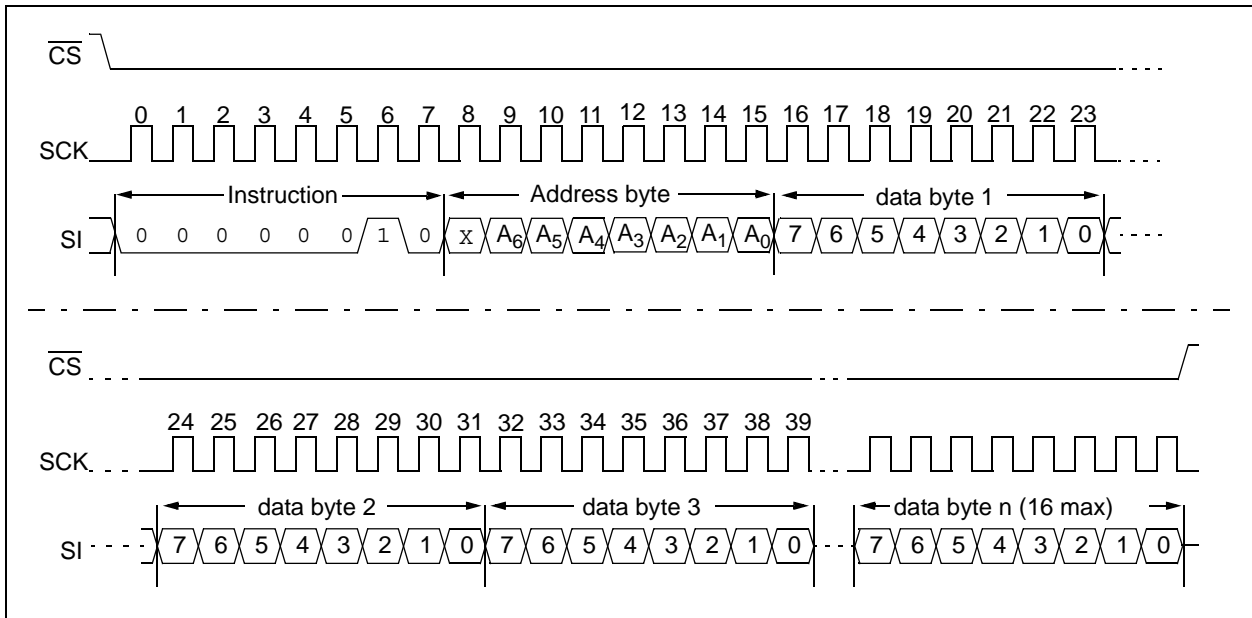 CS
0 1 2 3 4 5 6 7 8 9 10 11 12 13 14 15 16 17 18 19 20 21 22 23
SCK
Instruction Address byte data byte 1
SI 0 0 0 0 0 0 1 0 X A6 A5 A4 A3 A2 A1 A0 7 6 5 4 3 2 1 0
CS
24 25 26 27 28 29 30 31 32 33 34 35 36 37 38 39
SCK
data byte 2 data byte 3 data byte n (16 max)
SI 7 6 5 4 3 2 1 0 7 6 5 4 3 2 1 0 7 6 5 4 3 2 1 0